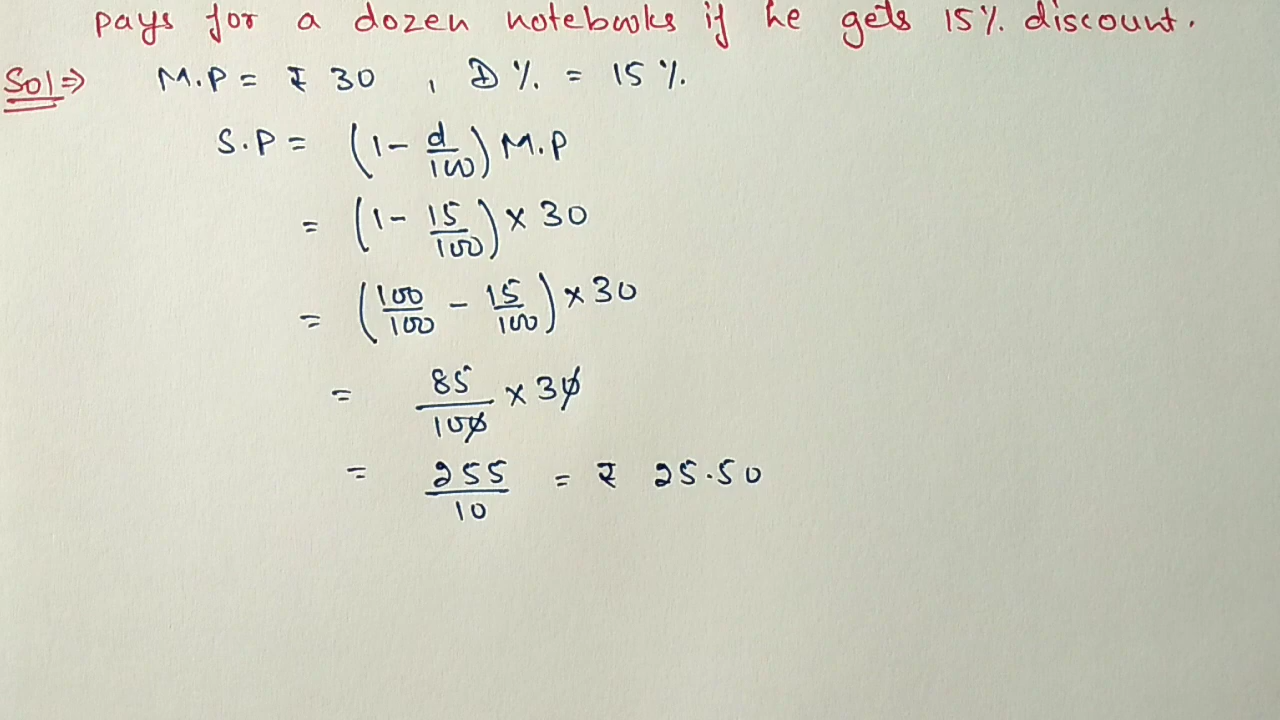 pays for a dozen notebooks if he gets 15% discount.
Sol ⇒ M.P = ₹ 30 , D % = 15 %.
S.P = (1 - d/100) M.P
= (1 - 15/100) × 30
= (100/100 - 15/100) × 30
= 85/100 × 30
= 255/10 = ₹ 25.50